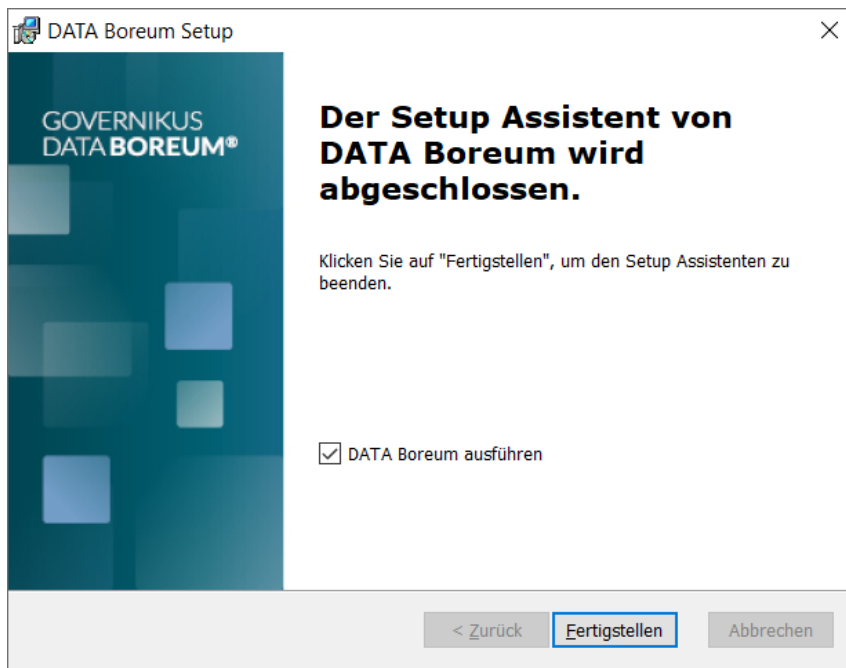 DATA Boreum Setup
GOVERNIKUS
DATA BOREUM®
Der Setup Assistent von
DATA Boreum wird
abgeschlossen.
Klicken Sie auf "Fertigstellen", um den Setup Assistenten zu
beenden.
DATA Boreum ausführen
< Zurück
Fertigstellen
Abbrechen